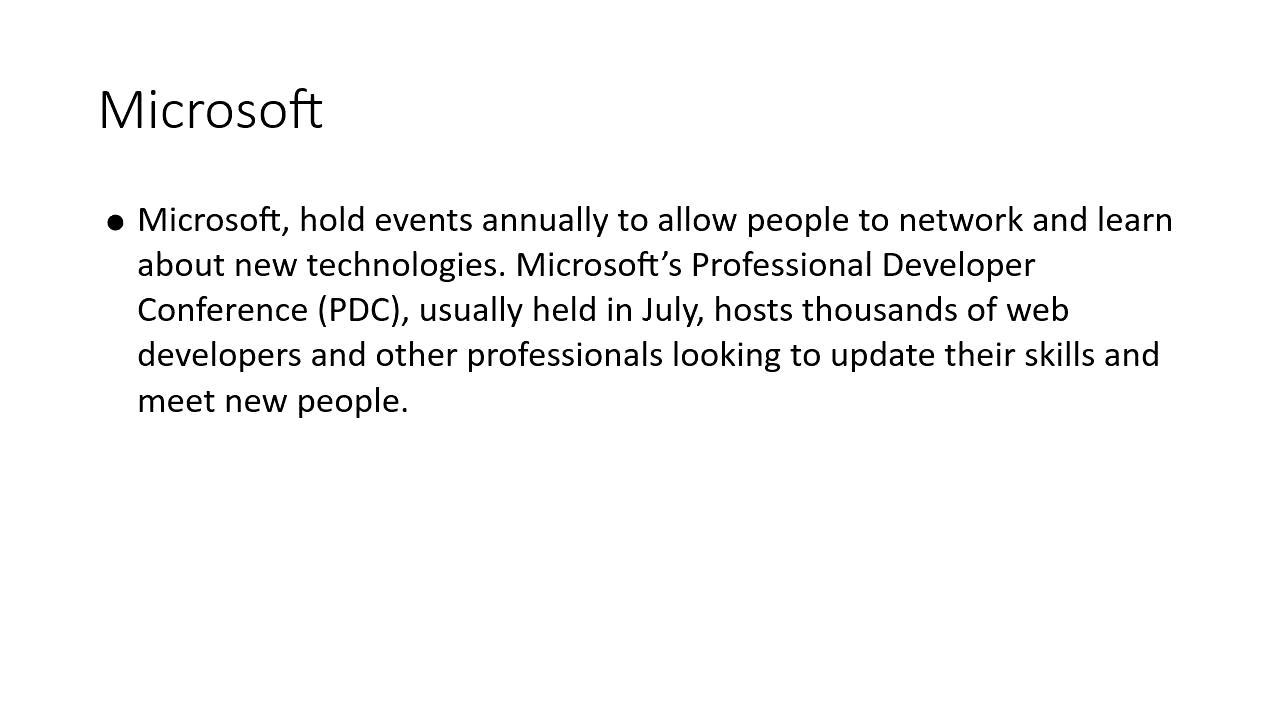 Microsoft
● Microsoft, hold events annually to allow people to network and learn
about new technologies. Microsoft’s Professional Developer
Conference (PDC), usually held in July, hosts thousands of web
developers and other professionals looking to update their skills and
meet new people.